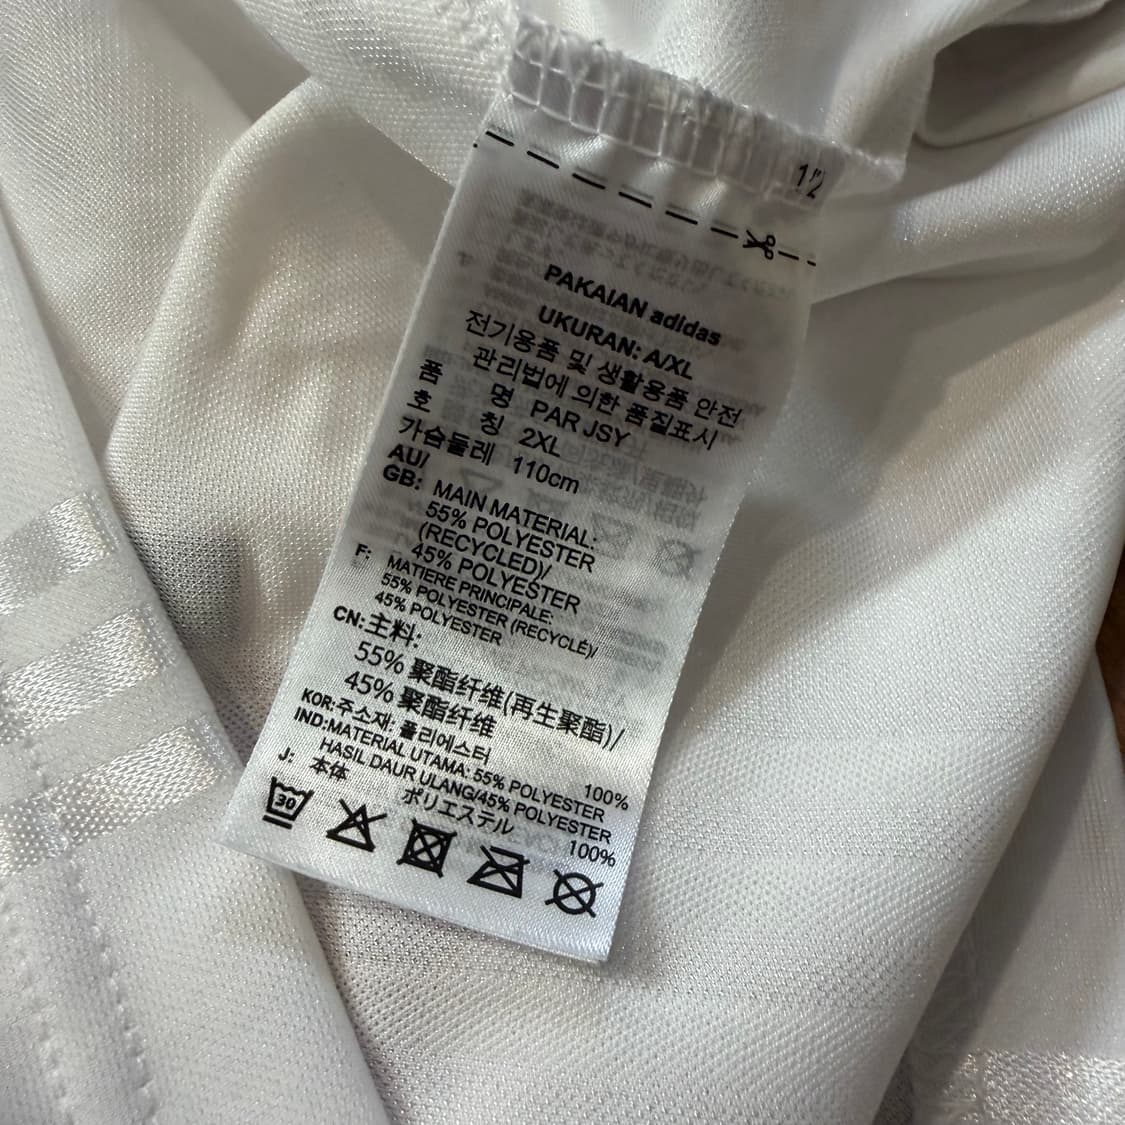 12
PAKAIAN adidas
UKURAN: A/XL
전기용품 및 생활용품 안전
관리법에 의한 품질표시
품 명 PAR JSY
호 칭 2XL
가슴둘레 110cm
AU/
GB: MAIN MATERIAL:
55% POLYESTER
(RECYCLED)/
45% POLYESTER
F: MATIERE PRINCIPALE:
55% POLYESTER (RECYCLÉ)/
45% POLYESTER
CN:主料:
55% 聚酯纤维(再生聚酯)/
45% 聚酯纤维
KOR:주소재: 폴리에스터 100%
IND:MATERIAL UTAMA: 55% POLYESTER
HASIL DAUR ULANG/45% POLYESTER
J: 本体
ポリエステル 100%
30